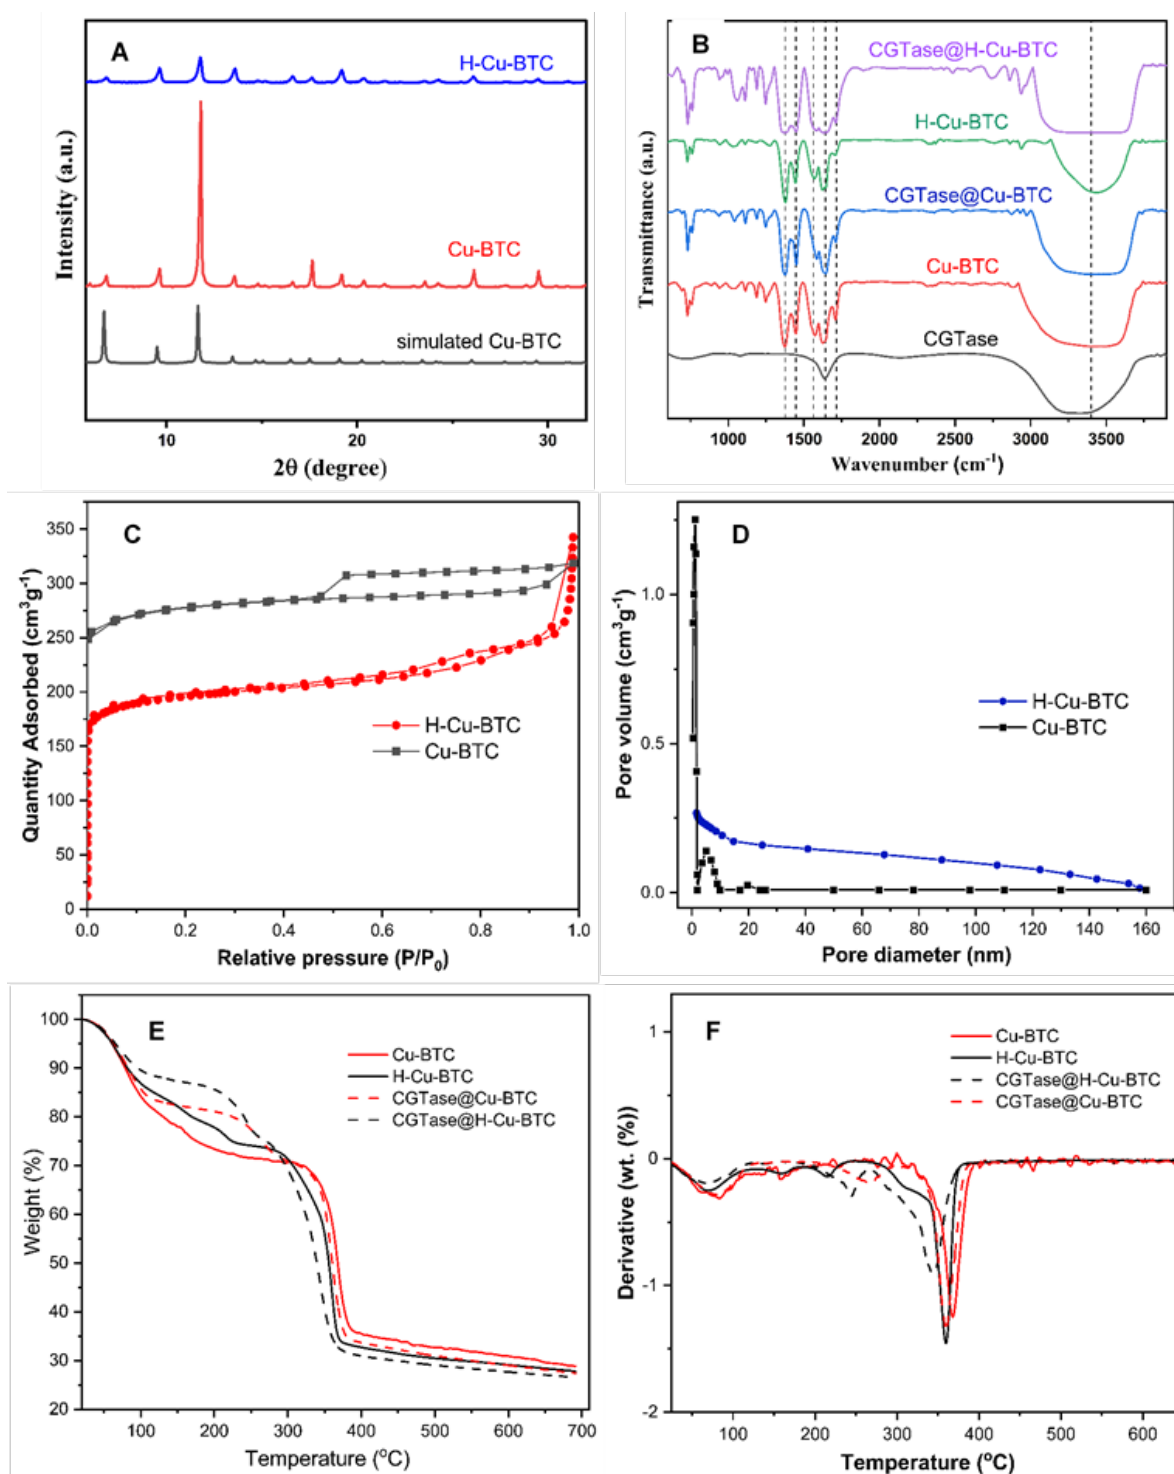 A
H-Cu-BTC
Cu-BTC
simulated Cu-BTC
Intensity (a.u.)
10
20
30
2θ (degree)
B
CGTase@H-Cu-BTC
H-Cu-BTC
CGTase@Cu-BTC
Cu-BTC
CGTase
Transmittance (a.u.)
1000
1500
2000
2500
3000
3500
Wavenumber (cm⁻¹)
C
350
300
250
200
175
150
125
100
75
50
25
0
Quantity Adsorbed (cm³g⁻¹)
H-Cu-BTC
Cu-BTC
0.0
0.2
0.4
0.6
0.8
1.0
Relative pressure (P/P₀)
D
1.0
0.5
0.0
Pore volume (cm³g⁻¹)
H-Cu-BTC
Cu-BTC
0
20
40
60
80
100
120
140
160
Pore diameter (nm)
E
100
90
80
70
60
50
40
30
20
Weight (%)
Cu-BTC
H-Cu-BTC
CGTase@Cu-BTC
CGTase@H-Cu-BTC
100
200
300
400
500
600
700
Temperature (°C)
F
1
0
-1
-2
Derivative (wt. (%))
Cu-BTC
H-Cu-BTC
CGTase@H-Cu-BTC
CGTase@Cu-BTC
100
200
300
400
500
600
Temperature (°C)